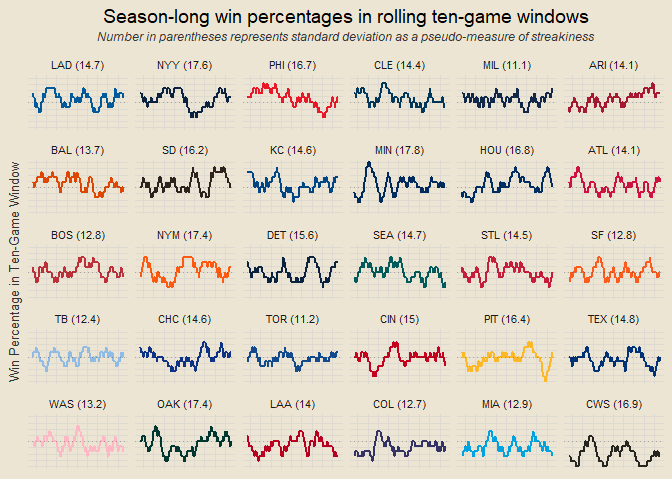 Season-long win percentages in rolling ten-game windows
Number in parentheses represents standard deviation as a pseudo-measure of streakiness
LAD (14.7) NYY (17.6) PHI (16.7) CLE (14.4) MIL (11.1) ARI (14.1)
BAL (13.7) SD (16.2) KC (14.6) MIN (17.8) HOU (16.8) ATL (14.1)
BOS (12.8) NYM (17.4) DET (15.6) SEA (14.7) STL (14.5) SF (12.8)
TB (12.4) CHC (14.6) TOR (11.2) CIN (15) PIT (16.4) TEX (14.8)
WAS (13.2) OAK (17.4) LAA (14) COL (12.7) MIA (12.9) CWS (16.9)
Win Percentage in Ten-Game Window